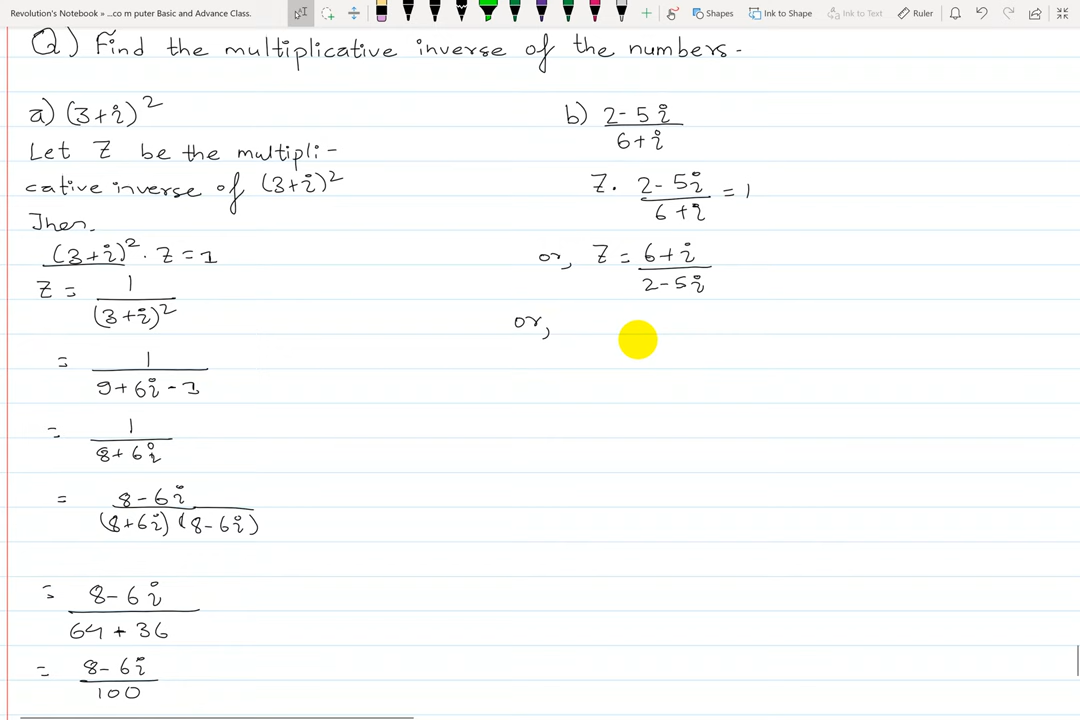 Revolution's Notebook » ...co m puter Basic and Advance Class.
Shapes
Ink to Shape
Ink to Text
Ruler
Q) Find the multiplicative inverse of the numbers.
a) (3+i)²
Let Z be the multipli-
cative inverse of (3+i)²
Then.
(3+i)² · Z = 1
Z = 1/(3+i)²
= 1/(9+6i-1)
= 1/(8+6i)
= (8-6i)/((8+6i)(8-6i))
= (8-6i)/(64+36)
= (8-6i)/100
b) (2-5i)/(6+i)
Z. (2-5i)/(6+i) = 1
or, Z = (6+i)/(2-5i)
or,